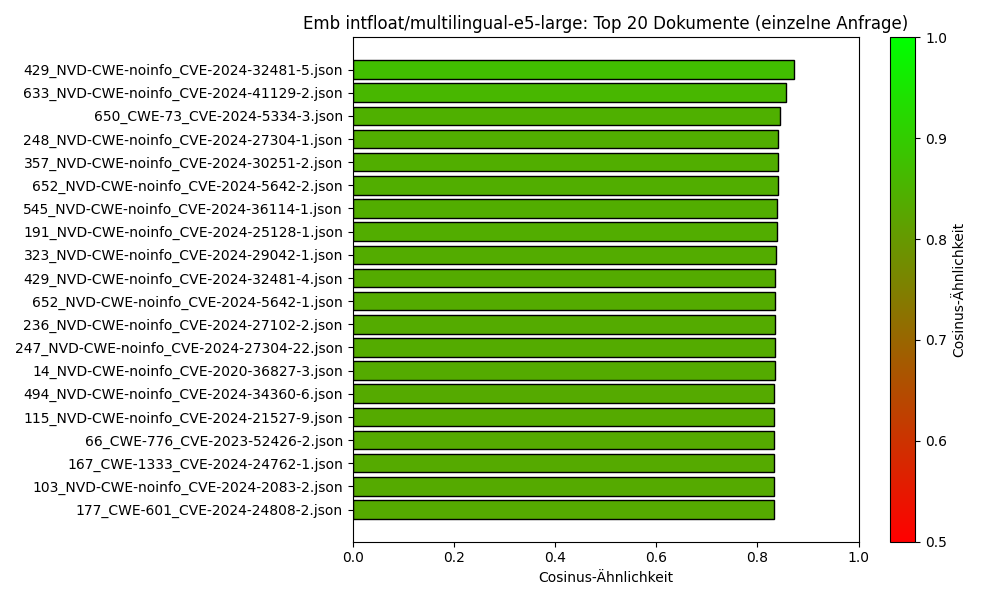 Emb intfloat/multilingual-e5-large: Top 20 Dokumente (einzelne Anfrage)
429_NVD-CWE-noinfo_CVE-2024-32481-5.json
633_NVD-CWE-noinfo_CVE-2024-41129-2.json
650_CWE-73_CVE-2024-5334-3.json
248_NVD-CWE-noinfo_CVE-2024-27304-1.json
357_NVD-CWE-noinfo_CVE-2024-30251-2.json
652_NVD-CWE-noinfo_CVE-2024-5642-2.json
545_NVD-CWE-noinfo_CVE-2024-36114-1.json
191_NVD-CWE-noinfo_CVE-2024-25128-1.json
323_NVD-CWE-noinfo_CVE-2024-29042-1.json
429_NVD-CWE-noinfo_CVE-2024-32481-4.json
652_NVD-CWE-noinfo_CVE-2024-5642-1.json
236_NVD-CWE-noinfo_CVE-2024-27102-2.json
247_NVD-CWE-noinfo_CVE-2024-27304-22.json
14_NVD-CWE-noinfo_CVE-2020-36827-3.json
494_NVD-CWE-noinfo_CVE-2024-34360-6.json
115_NVD-CWE-noinfo_CVE-2024-21527-9.json
66_CWE-776_CVE-2023-52426-2.json
167_CWE-1333_CVE-2024-24762-1.json
103_NVD-CWE-noinfo_CVE-2024-2083-2.json
177_CWE-601_CVE-2024-24808-2.json
0.0 0.2 0.4 0.6 0.8 1.0
Cosinus-Ähnlichkeit
1.0
0.9
0.8
0.7
0.6
0.5
Cosinus-Ähnlichkeit